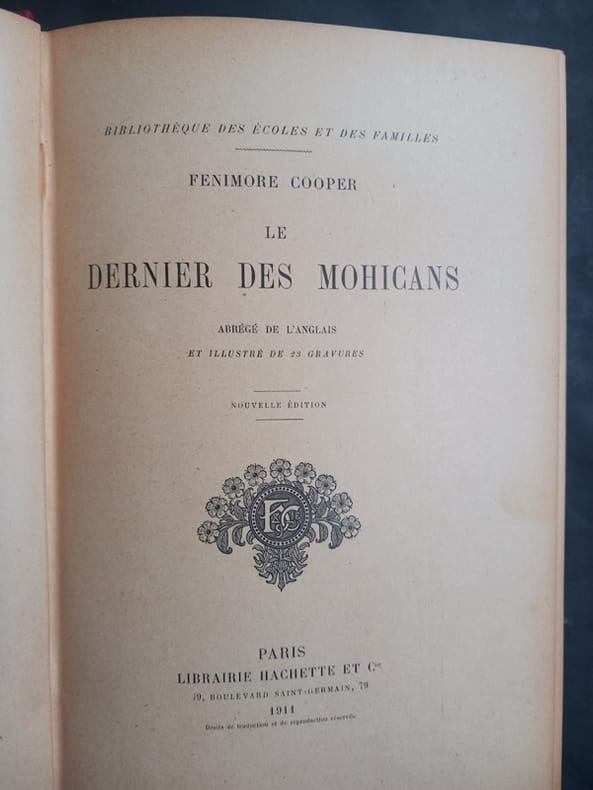 BIBLIOTHÈQUE DES ÉCOLES ET DES FAMILLES
FENIMORE COOPER
LE
DERNIER DES MOHICANS
ABRÉGÉ DE L'ANGLAIS
ET ILLUSTRÉ DE 23 GRAVURES
NOUVELLE ÉDITION
PARIS
LIBRAIRIE HACHETTE ET Cie
79, BOULEVARD SAINT-GERMAIN, 79
1911
Droits de traduction et de reproduction réservés.